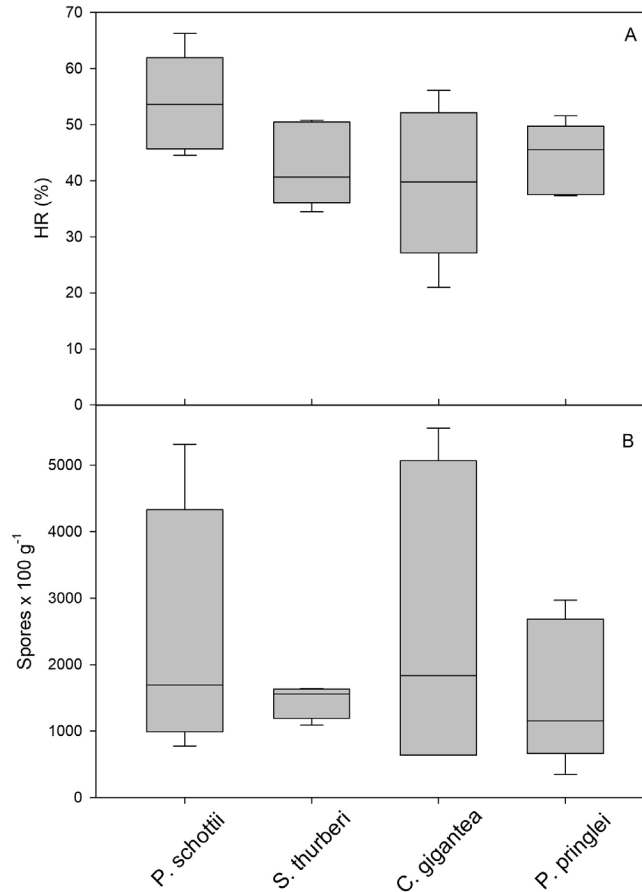 70
A
60
50
40
30
20
10
0
HR (%)
B
5000
4000
3000
2000
1000
0
Spores x 100 g⁻¹
P. schottii
S. thurberi
C. gigantea
P. pringlei